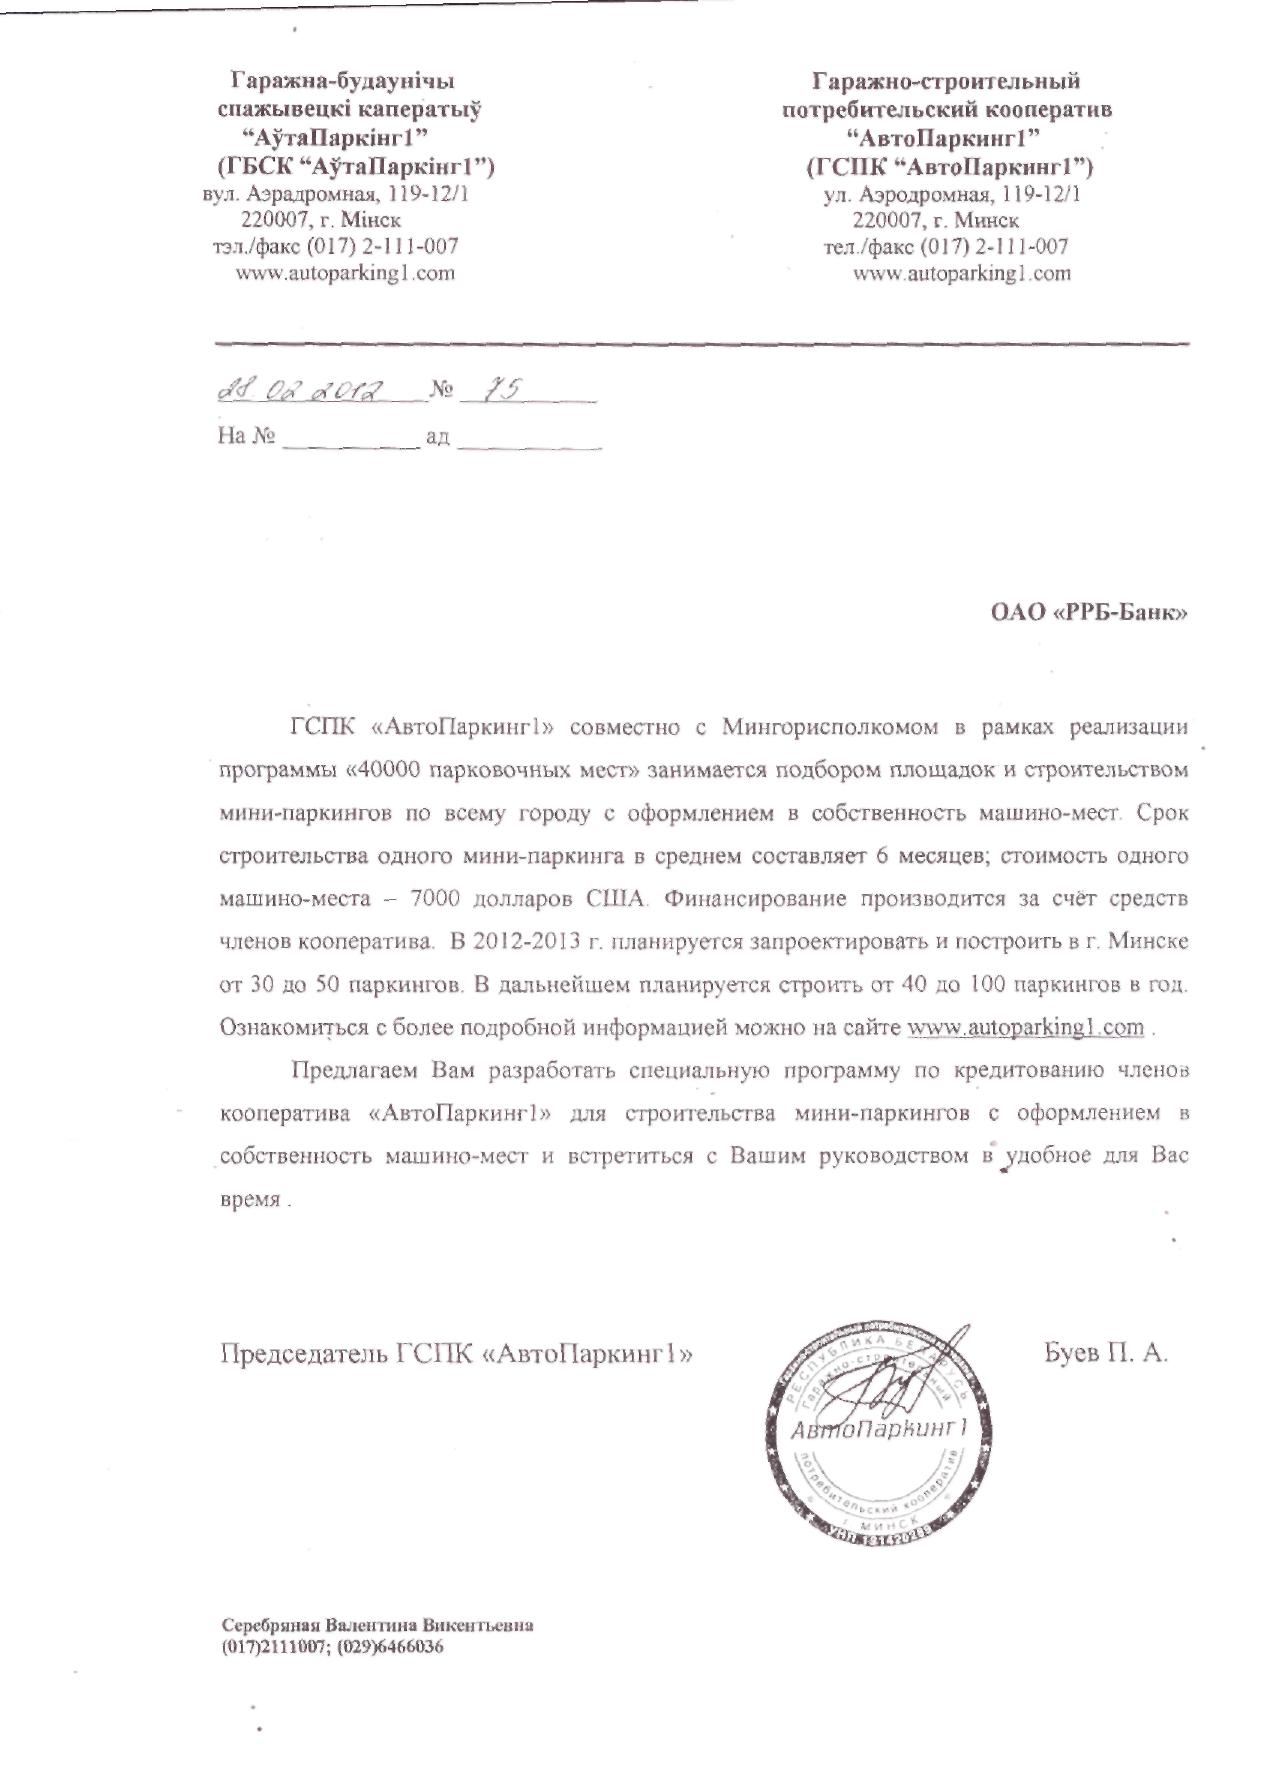 Гаражна-будаунічы
спажывецкі каператыў
“АўтаПаркінг1”
(ГБСК “АўтаПаркінг1”)
вул. Аэрадромная, 119-12/1
220007, г. Мінск
тэл./факс (017) 2-111-007
www.autoparking1.com
Гаражно-строительный
потребительский кооператив
“АвтоПаркинг1”
(ГСПК “АвтоПаркинг1”)
ул. Аэродромная, 119-12/1
220007, г. Минск
тел./факс (017) 2-111-007
www.autoparking1.com
28 02 2012 № 75
На № ад
ОАО «РРБ-Банк»
ГСПК «АвтоПаркинг1» совместно с Мингорисполкомом в рамках реализации
программы «40000 парковочных мест» занимается подбором площадок и строительством
мини-паркингов по всему городу с оформлением в собственность машино-мест. Срок
строительства одного мини-паркинга в среднем составляет 6 месяцев; стоимость одного
машино-места – 7000 долларов США. Финансирование производится за счёт средств
членов кооператива. В 2012-2013 г. планируется запроектировать и построить в г. Минске
от 30 до 50 паркингов. В дальнейшем планируется строить от 40 до 100 паркингов в год.
Ознакомиться с более подробной информацией можно на сайте www.autoparking1.com .
Предлагаем Вам разработать специальную программу по кредитованию членов
кооператива «АвтоПаркинг1» для строительства мини-паркингов с оформлением в
собственность машино-мест и встретиться с Вашим руководством в удобное для Вас
время .
Председатель ГСПК «АвтоПаркинг1»
Буев П. А.
РЕСПУБЛИКА БЕЛАРУСЬ
Гаражно-строительный
АвтоПаркинг1
потребительский кооператив
г МИНСК
УНП
Серебряная Валентина Викентьевна
(017)2111007; (029)6466036